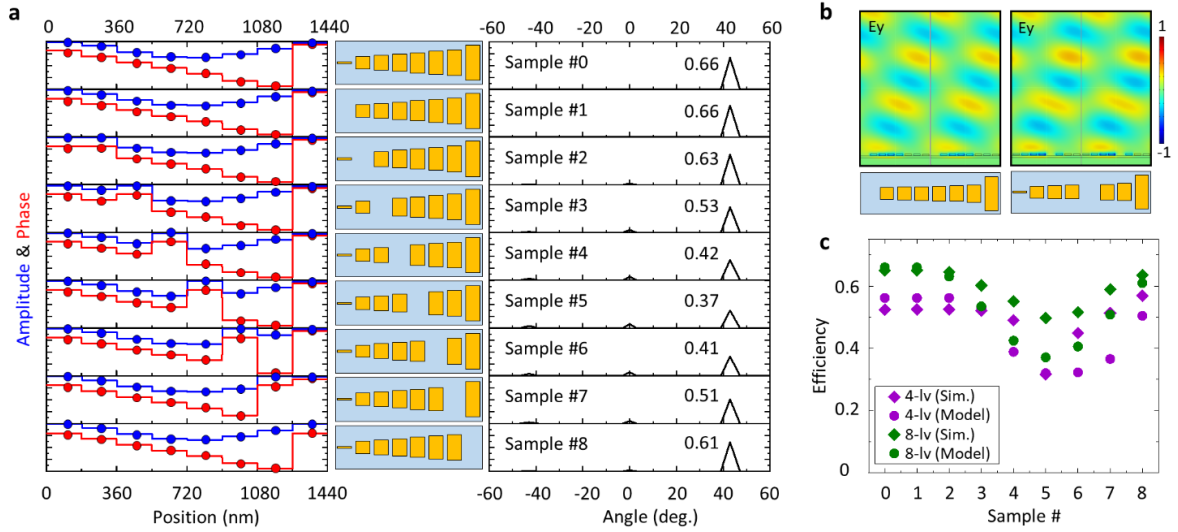 a
0 360 720 1080 1440
-60 -40 -20 0 20 40 60
Amplitude & Phase
Sample #0 0.66
Sample #1 0.66
Sample #2 0.63
Sample #3 0.53
Sample #4 0.42
Sample #5 0.37
Sample #6 0.41
Sample #7 0.51
Sample #8 0.61
0 360 720 1080 1440
-60 -40 -20 0 20 40 60
Position (nm)
Angle (deg.)
b
Ey
Ey
1
-1
c
Efficiency
0.6
0.4
0.2
0
4-lv (Sim.)
4-lv (Model)
8-lv (Sim.)
8-lv (Model)
0 1 2 3 4 5 6 7 8
Sample #